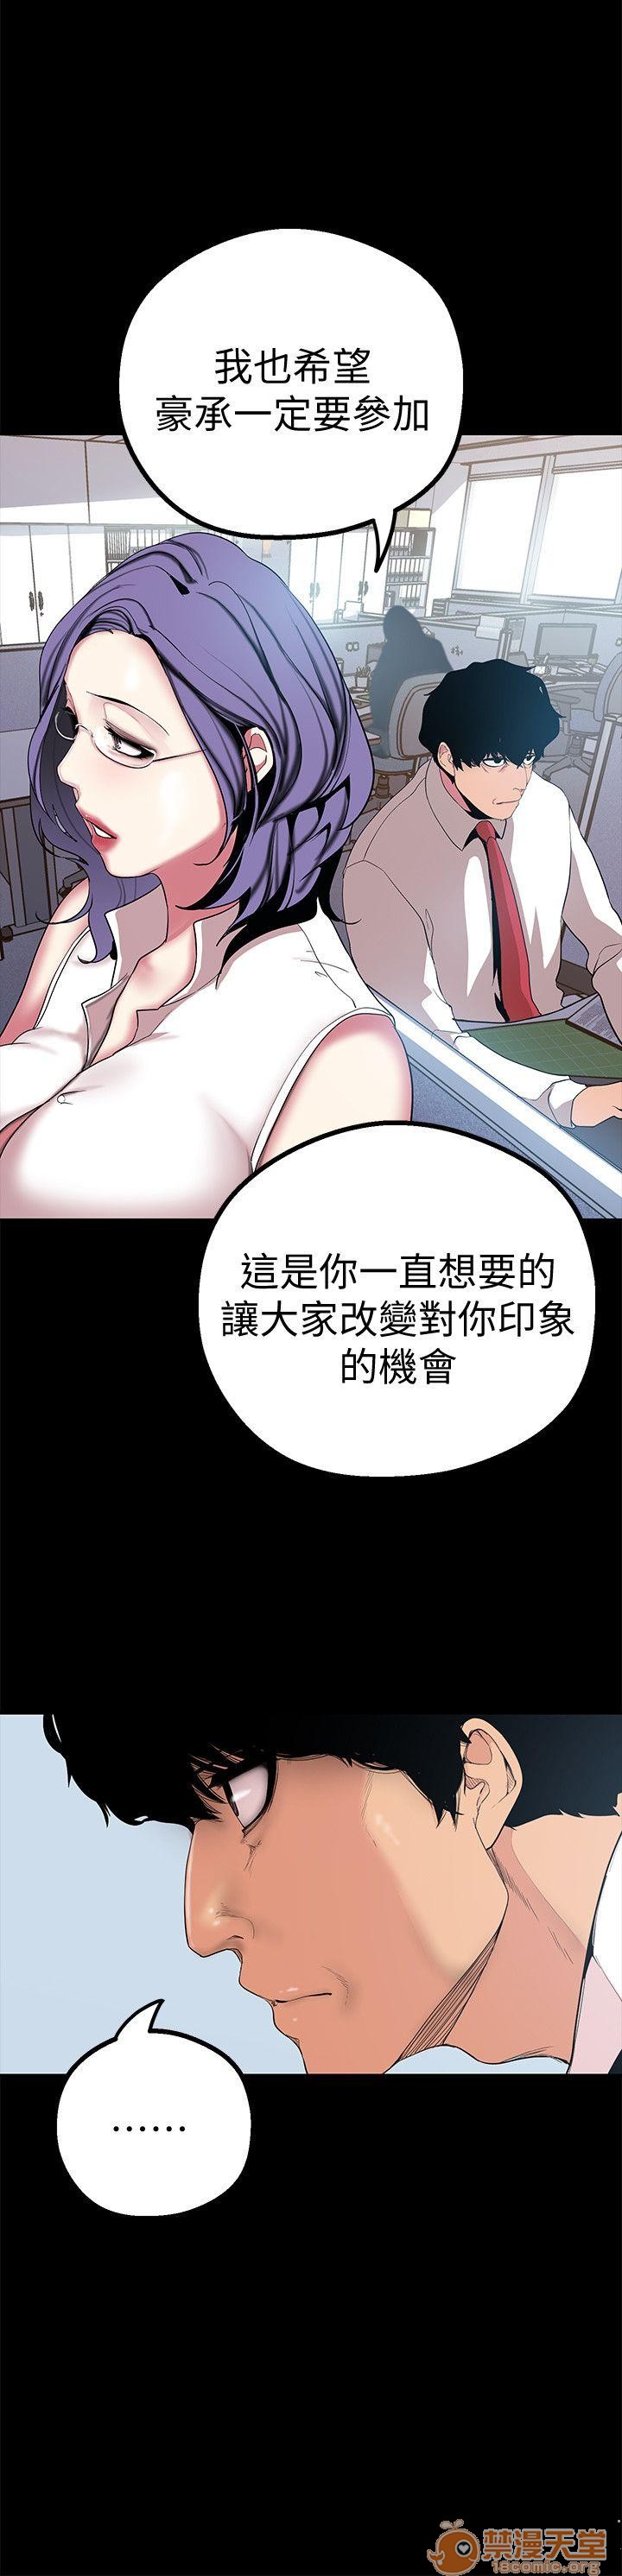 我也希望
豪承一定要參加
這是你一直想要的
讓大家改變對你印象
的機會
......
禁漫天堂
18comic.org